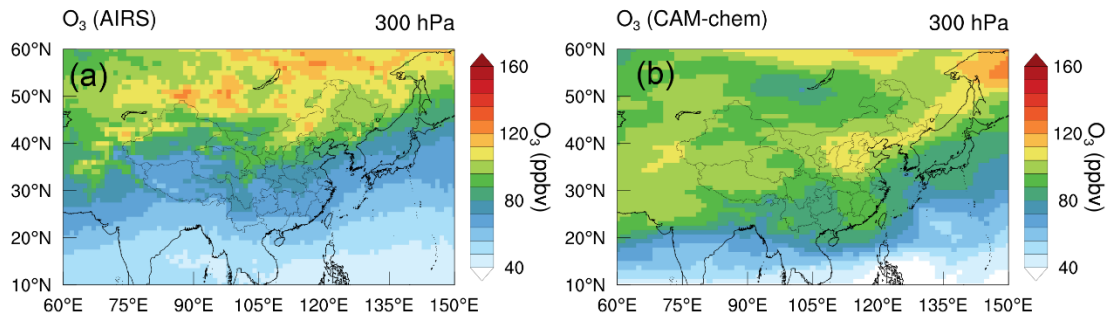 O₃ (AIRS) 300 hPa
(a)
60°N
50°N
40°N
30°N
20°N
10°N
60°E 75°E 90°E 105°E 120°E 135°E 150°E
160
120
80
40
O₃ (ppbv)
O₃ (CAM-chem) 300 hPa
(b)
60°N
50°N
40°N
30°N
20°N
10°N
60°E 75°E 90°E 105°E 120°E 135°E 150°E
160
120
80
40
O₃ (ppbv)